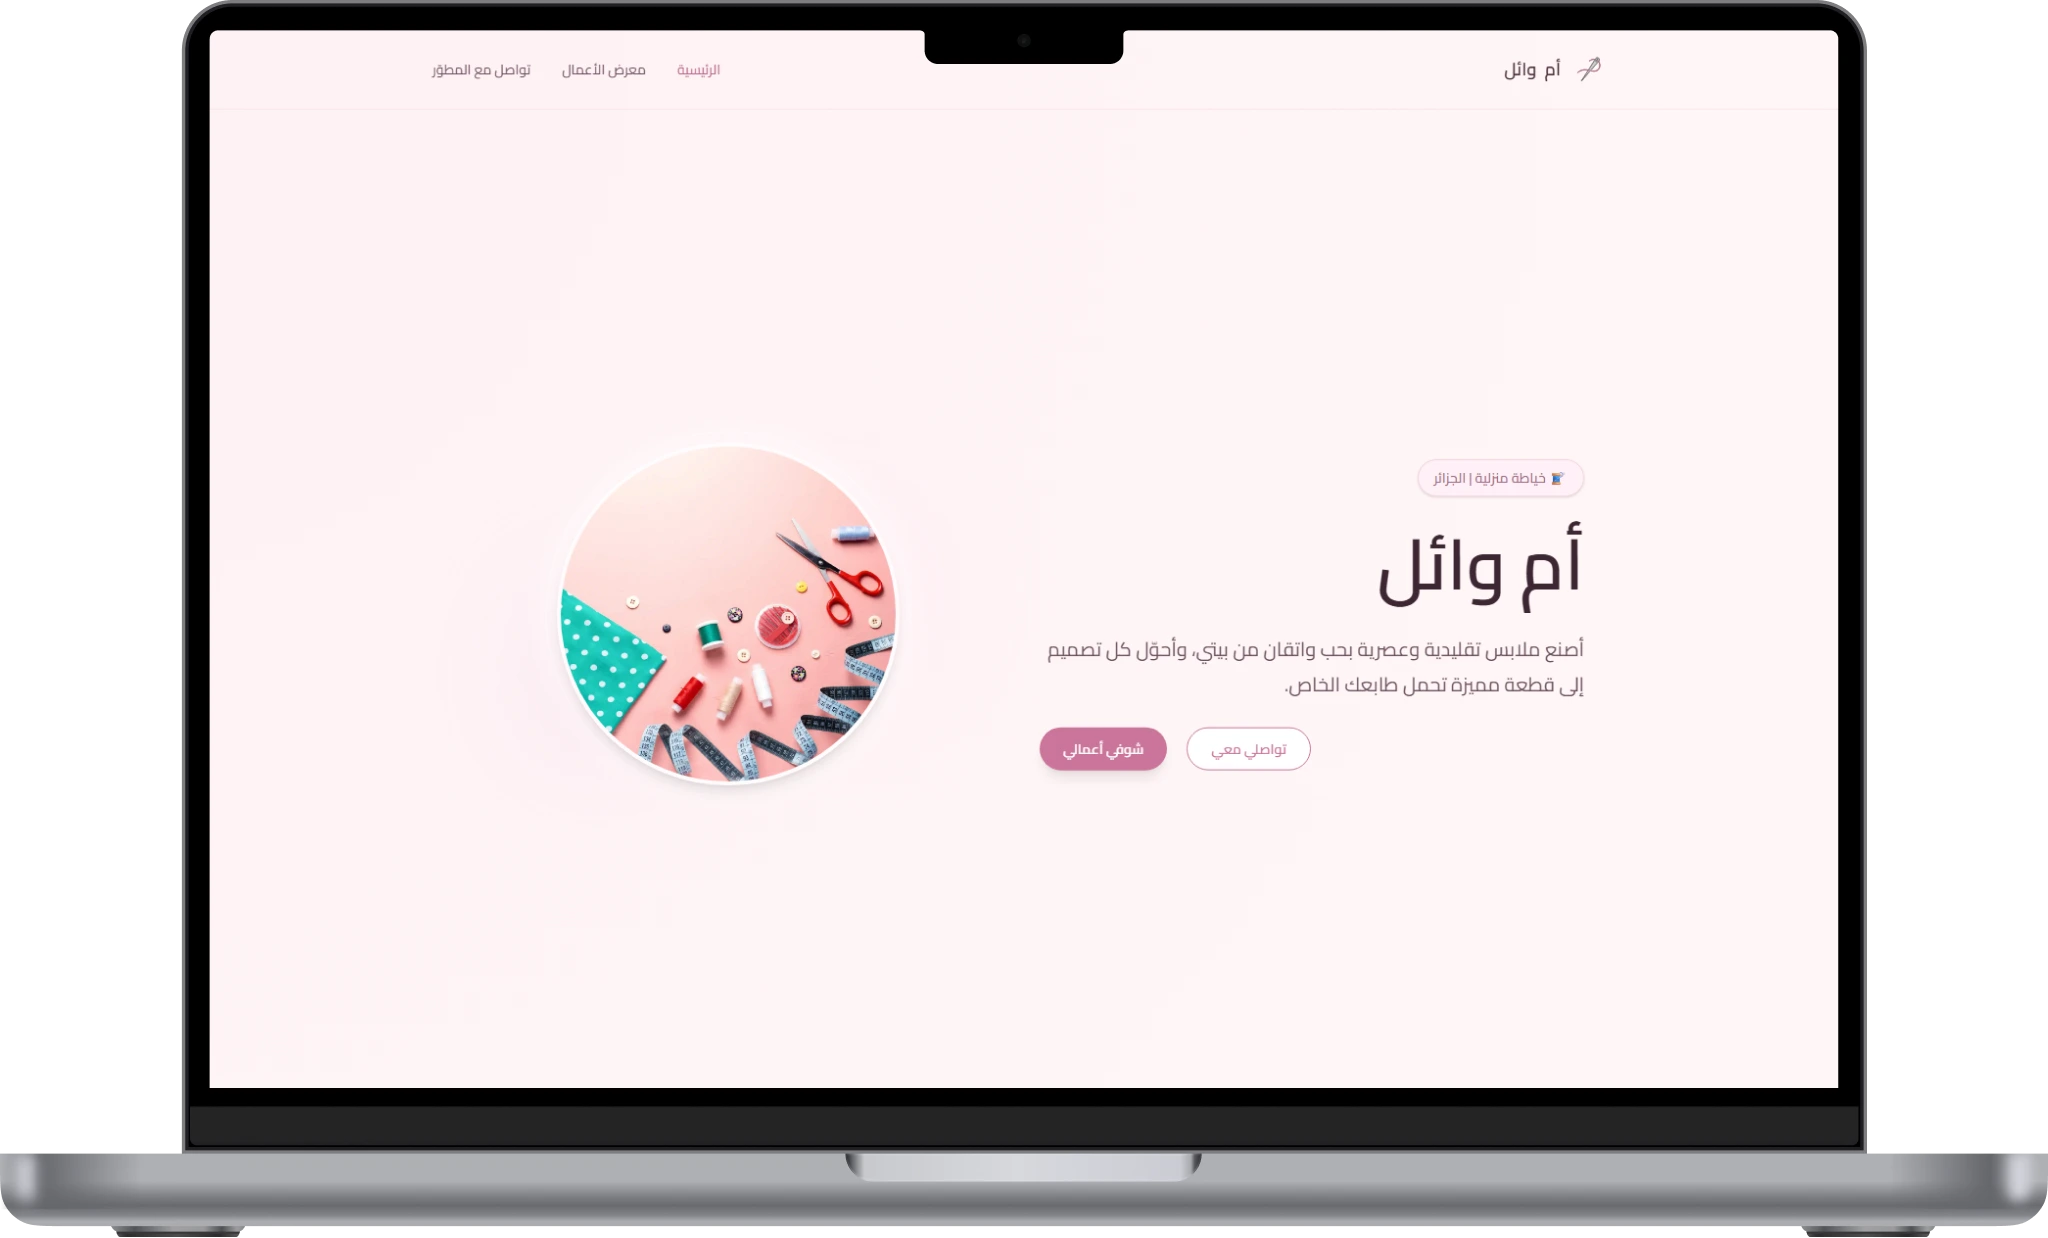 أم وائل
الرئيسية
معرض الأعمال
تواصل مع المطوّر
خياطة منزلية | الجزائر
أم وائل
أصنع ملابس تقليدية وعصرية بحب واتقان من بيتي، وأحوّل كل تصميم
إلى قطعة مميزة تحمل طابعك الخاص.
تواصلي معي
شوفي أعمالي